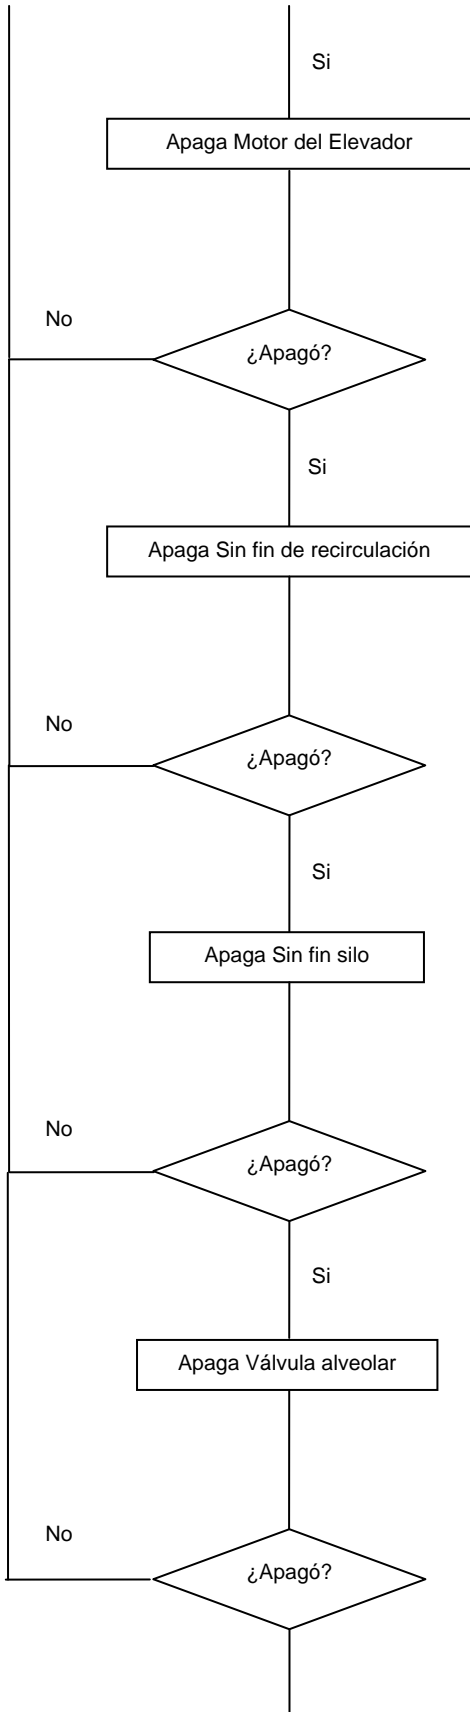 Si
Apaga Motor del Elevador
No
¿Apagó?
Si
Apaga Sin fin de recirculación
No
¿Apagó?
Si
Apaga Sin fin silo
No
¿Apagó?
Si
Apaga Válvula alveolar
No
¿Apagó?